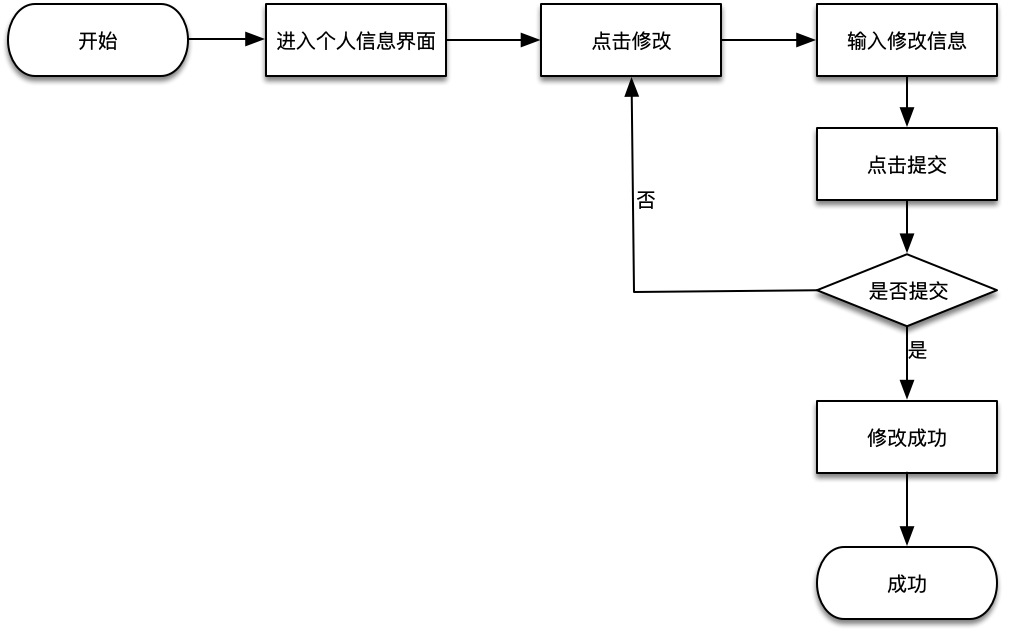 开始
进入个人信息界面
点击修改
输入修改信息
点击提交
否
是否提交
是
修改成功
成功